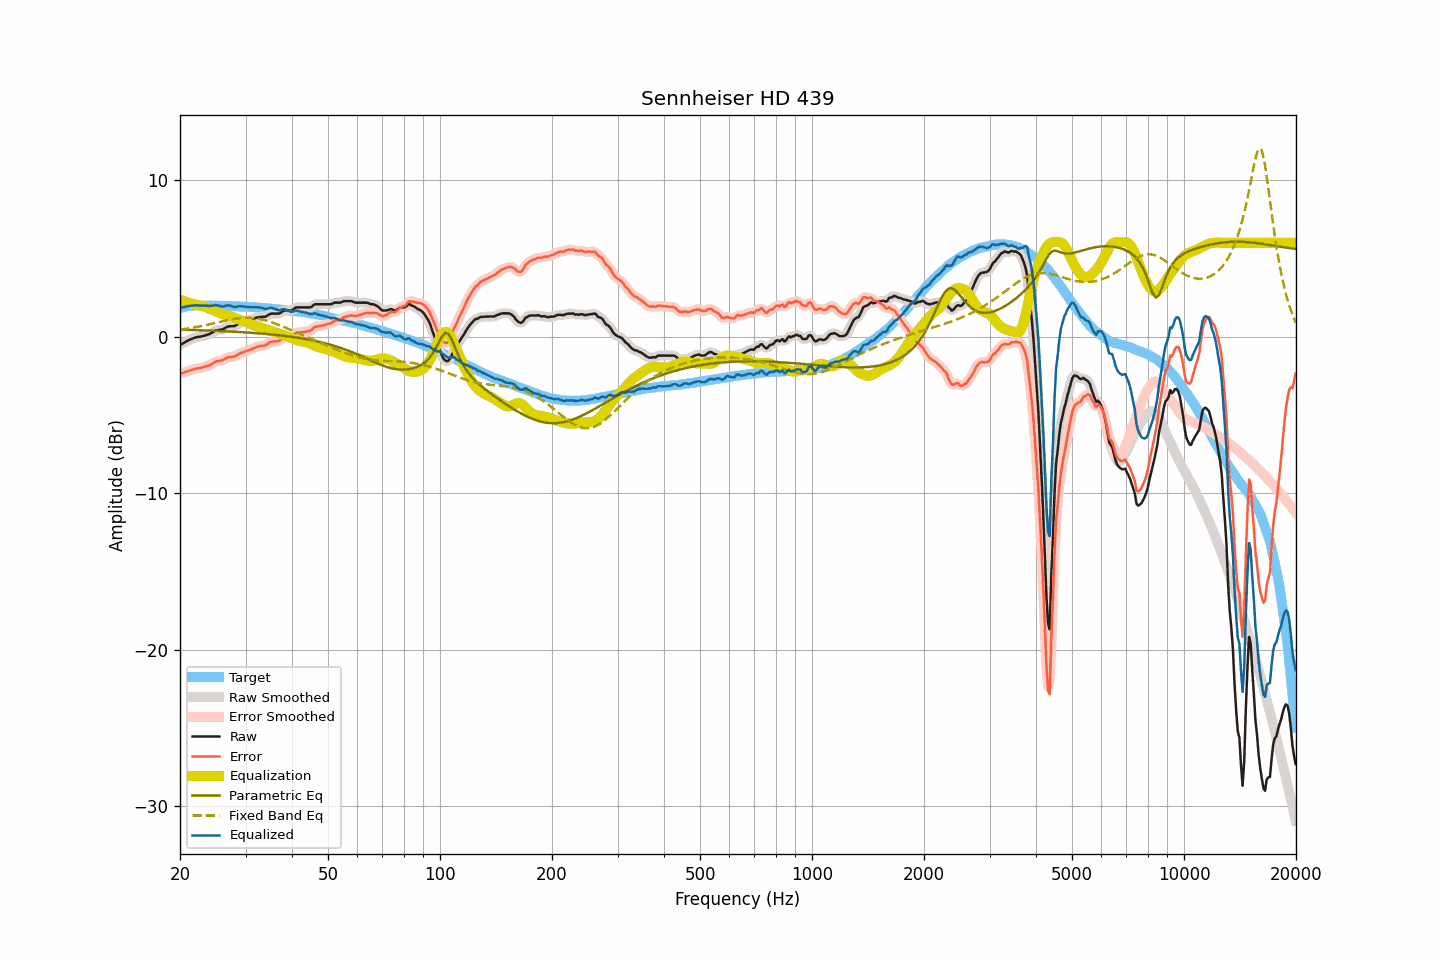 Sennheiser HD 439
Amplitude (dBr)
10
0
−10
−20
−30
Target
Raw Smoothed
Error Smoothed
Raw
Error
Equalization
Parametric Eq
Fixed Band Eq
Equalized
20 50 100 200 500 1000 2000 5000 10000 20000
Frequency (Hz)